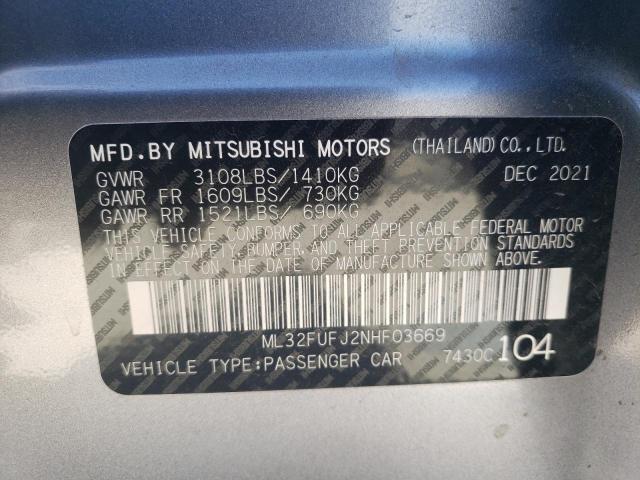 MFD.BY MITSUBISHI MOTORS (THAILAND) CO., LTD.
GVWR 3108LBS/1410KG DEC 2021
GAWR FR 1609LBS/ 730KG
GAWR RR 1521LBS/ 690KG
THIS VEHICLE CONFORMS TO ALL APPLICABLE FEDERAL MOTOR
VEHICLE SAFETY, BUMPER, AND THEFT PREVENTION STANDARDS
IN EFFECT ON THE DATE OF MANUFACTURE SHOWN ABOVE.
ML32FUFJ2NHF03669
VEHICLE TYPE:PASSENGER CAR 7430C 104